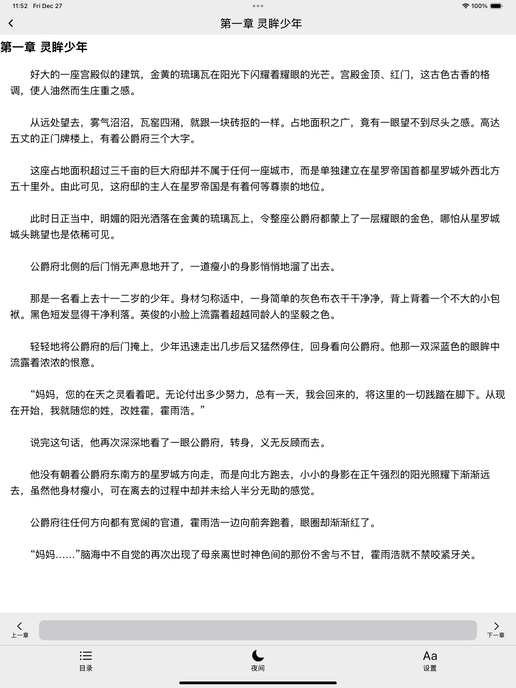 11:52 Fri Dec 27
100%
第一章 灵眸少年
第一章 灵眸少年
好大的一座宫殿似的建筑，金黄的琉璃瓦在阳光下闪耀着耀眼的光芒。宫殿金顶、红门，这古色古香的格
调，使人油然而生庄重之感。
从远处望去，雾气沼沼，瓦窑四潲，就跟一块砖抠的一样。占地面积之广，竟有一眼望不到尽头之感。高达
五丈的正门牌楼上，有着公爵府三个大字。
这座占地面积超过三千亩的巨大府邸并不属于任何一座城市，而是单独建立在星罗帝国首都星罗城外西北方
五十里外。由此可见，这府邸的主人在星罗帝国是有着何等尊崇的地位。
此时日正当中，明媚的阳光洒落在金黄的琉璃瓦上，令整座公爵府都蒙上了一层耀眼的金色，哪怕从星罗城
城头眺望也是依稀可见。
公爵府北侧的后门悄无声息地开了，一道瘦小的身影悄悄地溜了出去。
那是一名看上去十一二岁的少年。身材匀称适中，一身简单的灰色布衣干干净净，背上背着一个不大的小包
袱。黑色短发显得干净利落。英俊的小脸上流露着超越同龄人的坚毅之色。
轻轻地将公爵府的后门掩上，少年迅速走出几步后又猛然停住，回身看向公爵府。他那一双深蓝色的眼眸中
流露着浓浓的恨意。
“妈妈，您的在天之灵看着吧。无论付出多少努力，总有一天，我会回来的，将这里的一切践踏在脚下。从现
在开始，我就随您的姓，改姓霍，霍雨浩。”
说完这句话，他再次深深地看了一眼公爵府，转身，义无反顾而去。
他没有朝着公爵府东南方的星罗城方向走，而是向北方跑去，小小的身影在正午强烈的阳光照耀下渐渐远
去，虽然他身材瘦小，可在离去的过程中却并未给人半分无助的感觉。
公爵府往任何方向都有宽阔的官道，霍雨浩一边向前奔跑着，眼圈却渐渐红了。
“妈妈……”脑海中不自觉的再次出现了母亲离世时神色间的那份不舍与不甘，霍雨浩就不禁咬紧牙关。
上一章
下一章
目录
夜间
Aa
设置